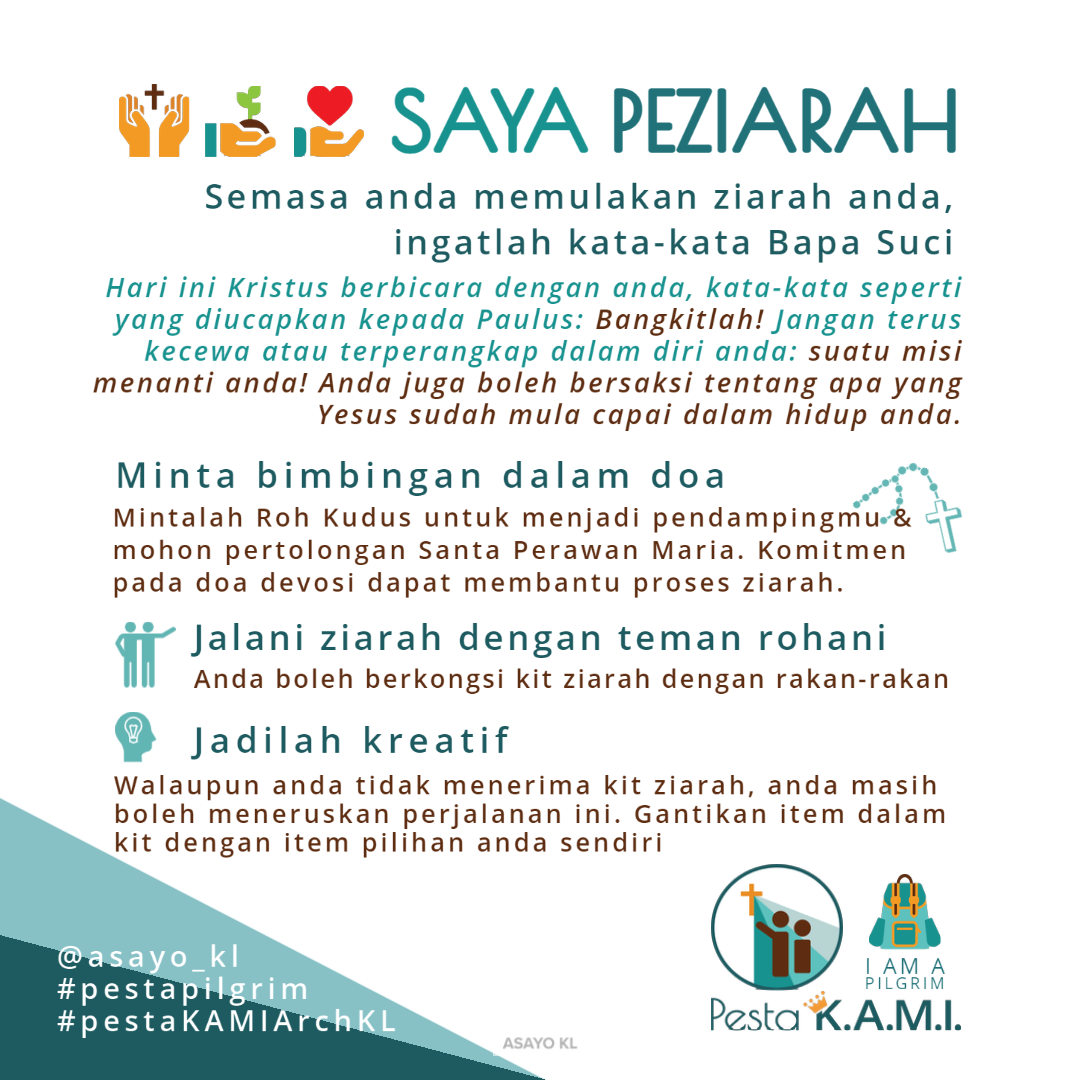 SAYA PEZIARAH
Semasa anda memulakan ziarah anda,
ingatlah kata-kata Bapa Suci
Hari ini Kristus berbicara dengan anda, kata-kata seperti
yang diucapkan kepada Paulus: Bangkitlah! Jangan terus
kecewa atau terperangkap dalam diri anda: suatu misi
menanti anda! Anda juga boleh bersaksi tentang apa yang
Yesus sudah mula capai dalam hidup anda.
Minta bimbingan dalam doa
Mintalah Roh Kudus untuk menjadi pendampingmu &
mohon pertolongan Santa Perawan Maria. Komitmen
pada doa devosi dapat membantu proses ziarah.
Jalani ziarah dengan teman rohani
Anda boleh berkongsi kit ziarah dengan rakan-rakan
Jadilah kreatif
Walaupun anda tidak menerima kit ziarah, anda masih
boleh meneruskan perjalanan ini. Gantikan item dalam
kit dengan item pilihan anda sendiri
@asayo_kl
#pestapilgrim
#pestaKAMIArchKL
ASAYO KL
I AM A
PILGRIM
Pesta K.A.M.I.